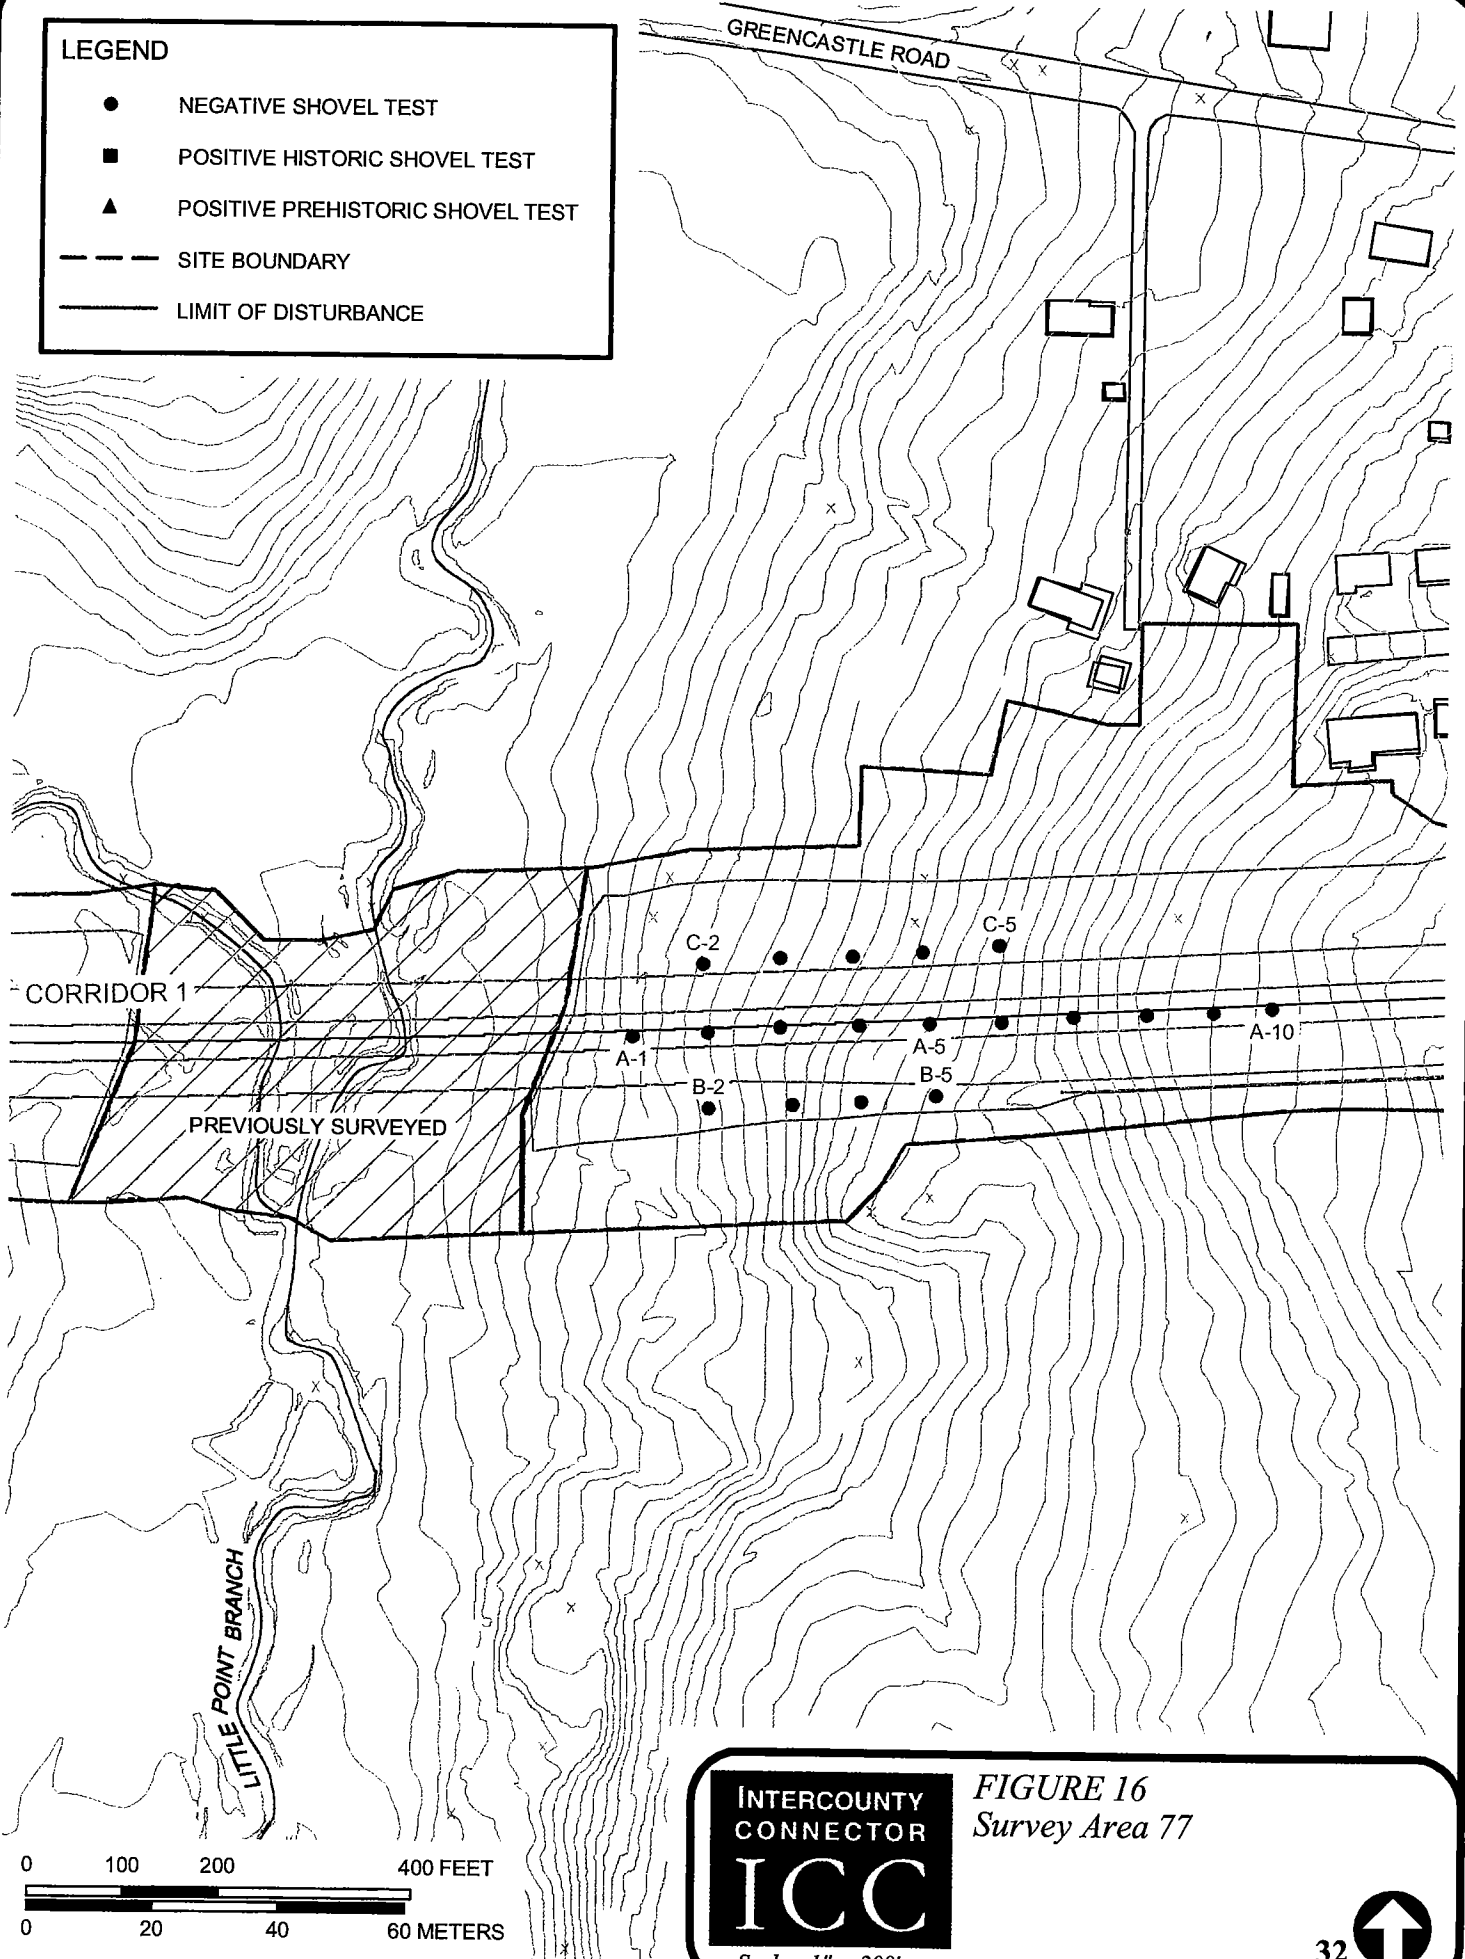 GREENCASTLE ROAD
LEGEND
NEGATIVE SHOVEL TEST
POSITIVE HISTORIC SHOVEL TEST
POSITIVE PREHISTORIC SHOVEL TEST
SITE BOUNDARY
LIMIT OF DISTURBANCE
C-2
C-5
CORRIDOR 1
A-1
A-5
A-10
B-2
B-5
PREVIOUSLY SURVEYED
LITTLE POINT BRANCH
0 100 200 400 FEET
0 20 40 60 METERS
INTERCOUNTY
CONNECTOR
ICC
FIGURE 16
Survey Area 77
32